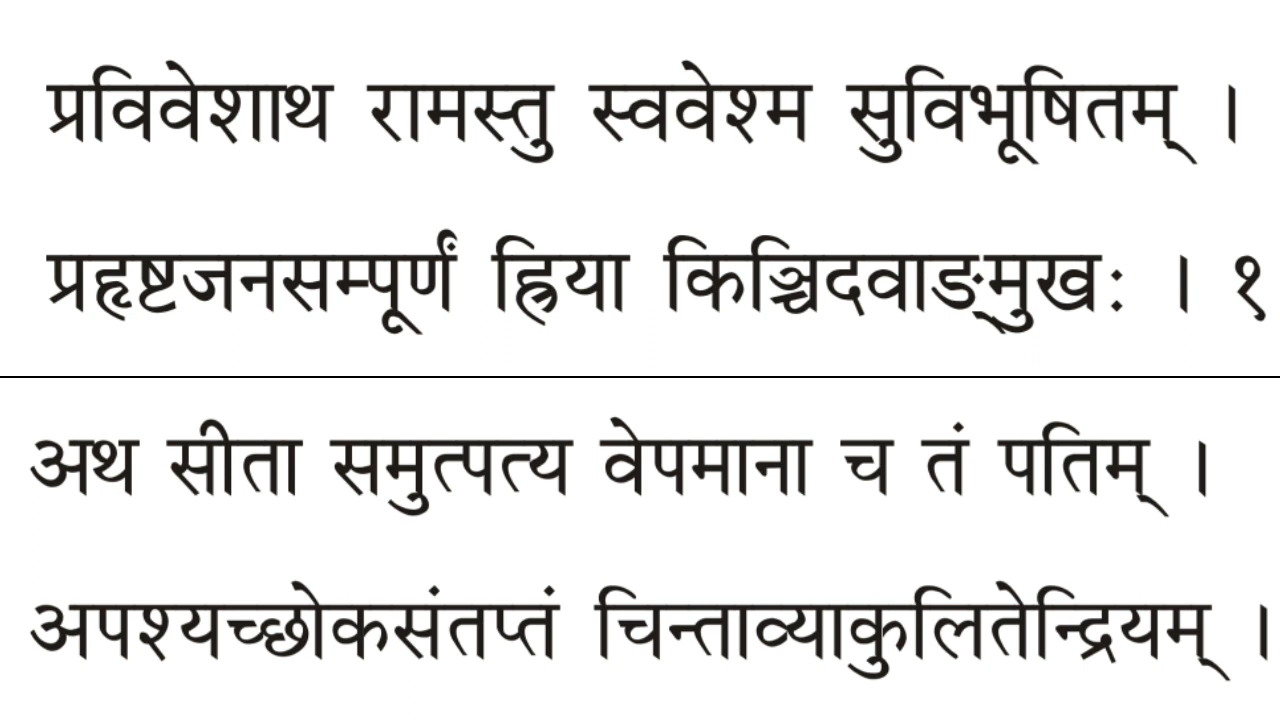 प्रविवेशाथ रामस्तु स्ववेश्म सुविभूषितम् ।
प्रहृष्टजनसम्पूर्णं ह्रिया किञ्चिदवाङ्मुखः । १
अथ सीता समुत्पत्य वेपमाना च तं पतिम् ।
अपश्यच्छोकसंतप्तं चिन्ताव्याकुलितेन्द्रियम् ।